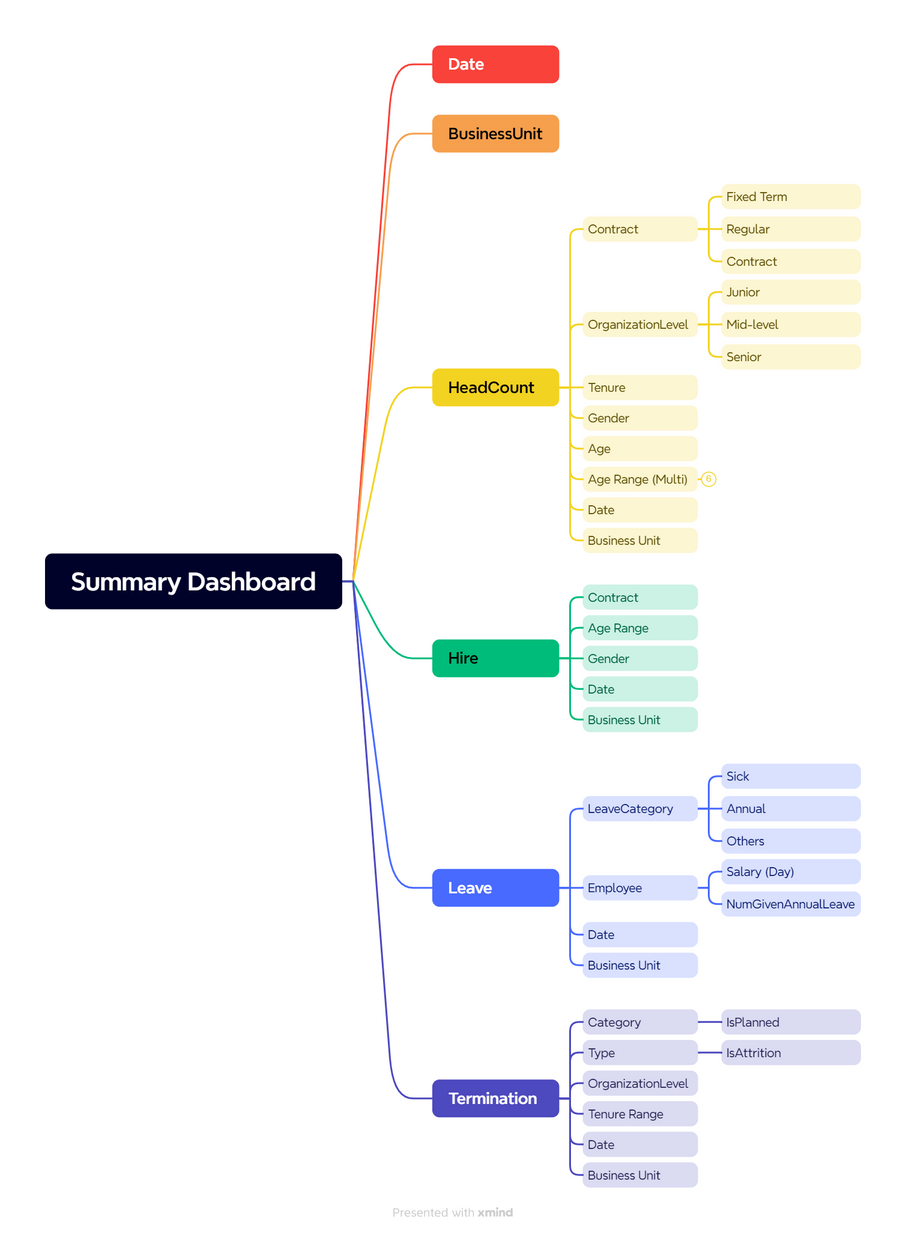 Date
BusinessUnit
Fixed Term
Contract
Regular
Contract
Junior
OrganizationLevel
Mid-level
Senior
HeadCount
Tenure
Gender
Age
Age Range (Multi)
6
Date
Business Unit
Summary Dashboard
Contract
Age Range
Hire
Gender
Date
Business Unit
Sick
LeaveCategory
Annual
Others
Salary (Day)
Leave
Employee
NumGivenAnnualLeave
Date
Business Unit
Category
IsPlanned
Type
IsAttrition
OrganizationLevel
Termination
Tenure Range
Date
Business Unit
Presented with xmind